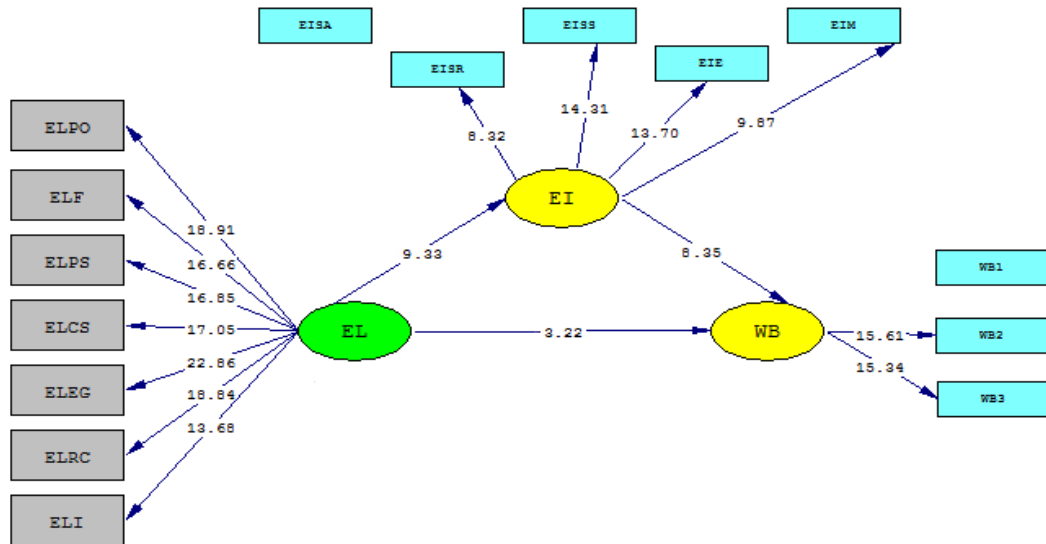 EISA
EISS
EIM
EISR
EIE
ELPO
14.31
13.70
9.87
8.32
ELF
EI
18.91
9.33
8.35
ELPS
16.66
16.85
WB1
ELCS
17.05
EL
3.22
WB
15.61
WB2
22.86
15.34
ELEG
18.84
WB3
13.68
ELRC
ELI